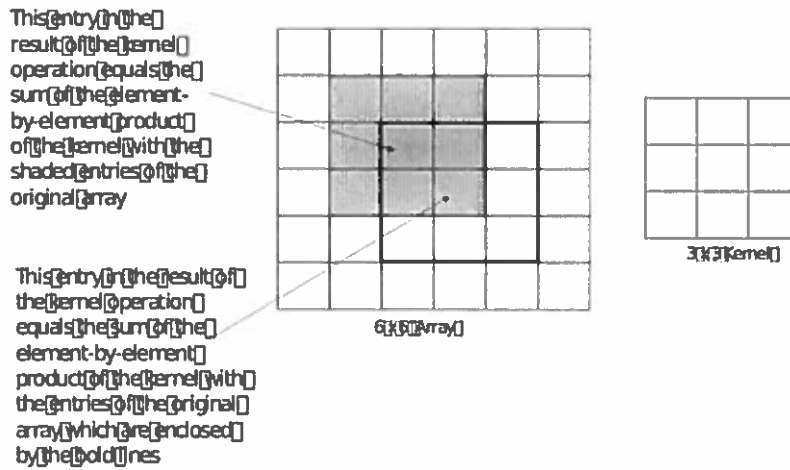 This entry in the
result of the kernel
operation equals the
sum of the element-
by-element product
of the kernel with the
shaded entries of the
original array
3 X 3 Kernel
6 X 6 Array
This entry in the result of
the kernel operation
equals the sum of the
element-by-element
product of the kernel with
the entries of the original
array which are enclosed
by the bold lines